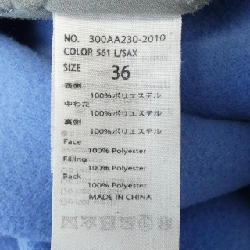 NO. 300AA230-2010
COLOR S61 L/SAX
SIZE 36
表側
100%ポリエステル
中わた
100%ポリエステル
裏側
100%ポリエステル
Face
100% Polyester
Filling
100% Polyester
Back
100% Polyester
MADE IN CHINA